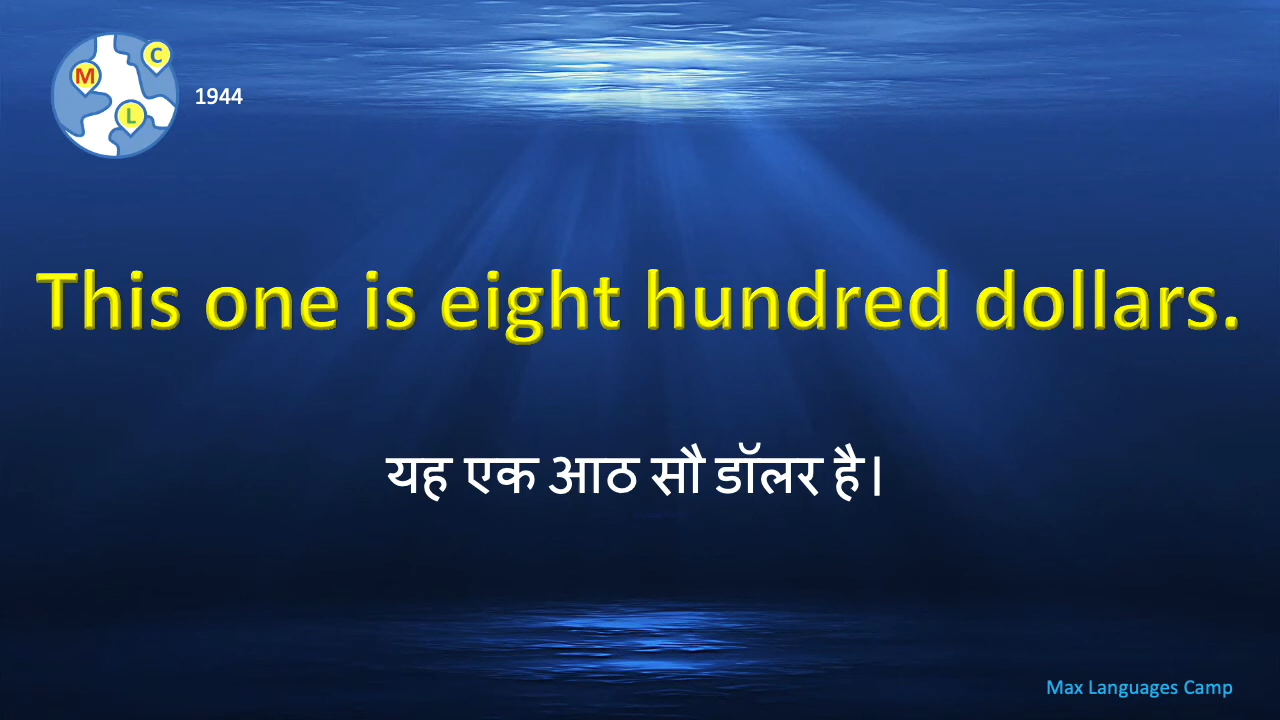 C
M
L
1944
This one is eight hundred dollars.
यह एक आठ सौ डॉलर है।
Max Languages Camp